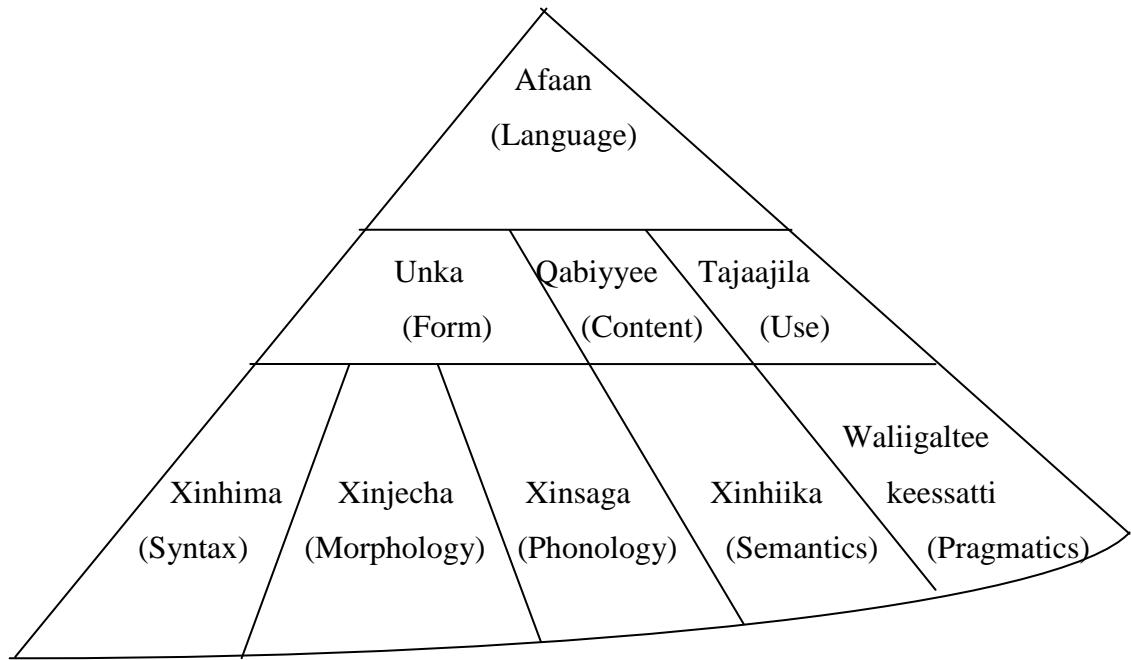 Afaan
(Language)
Unka
(Form)
Qabiyyee
(Content)
Tajaajila
(Use)
Xinhima
(Syntax)
Xinjecha
(Morphology)
Xinsaga
(Phonology)
Xinhiika
(Semantics)
Waliigaltee
keessatti
(Pragmatics)